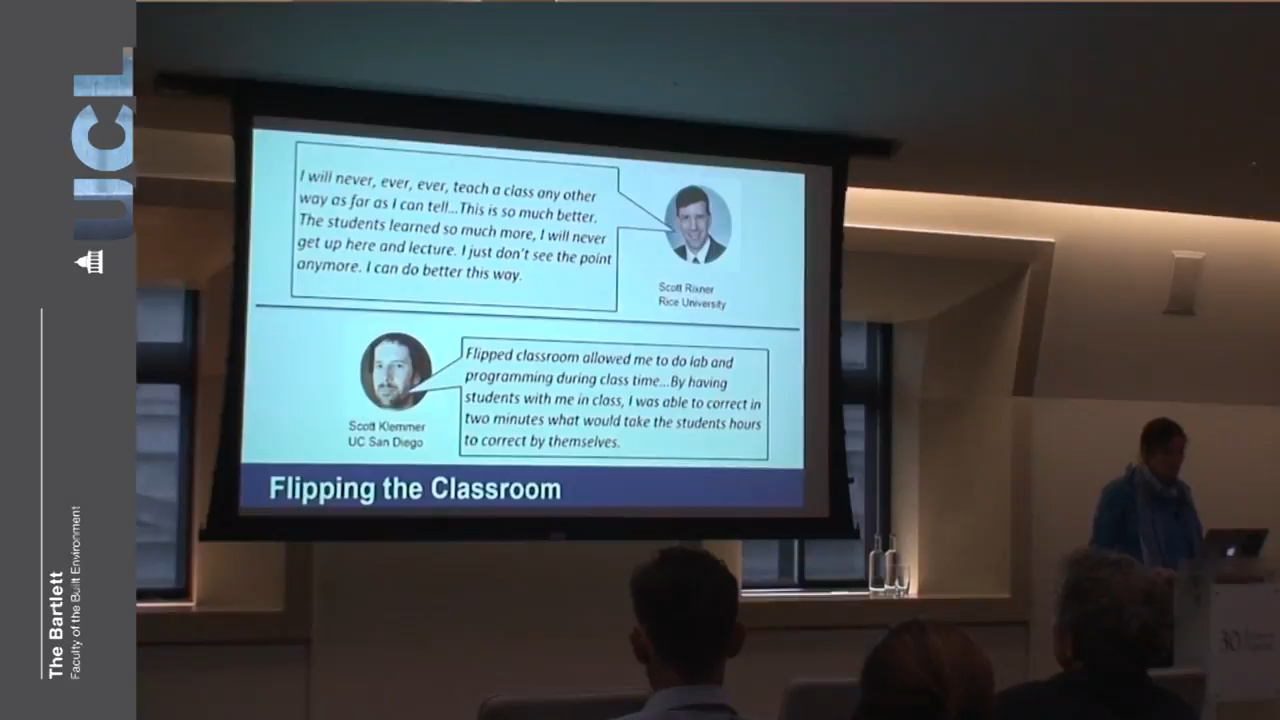 UCL
The Bartlett
Faculty of the Built Environment
I will never, ever, ever, teach a class any other
way as far as I can tell...This is so much better.
The students learned so much more, I will never
get up here and lecture. I just don't see the point
anymore. I can do better this way.
Scott Rixner
Rice University
Flipped classroom allowed me to do lab and
programming during class time...By having
students with me in class, I was able to correct in
two minutes what would take the students hours
to correct by themselves.
Scott Klemmer
UC San Diego
Flipping the Classroom
30